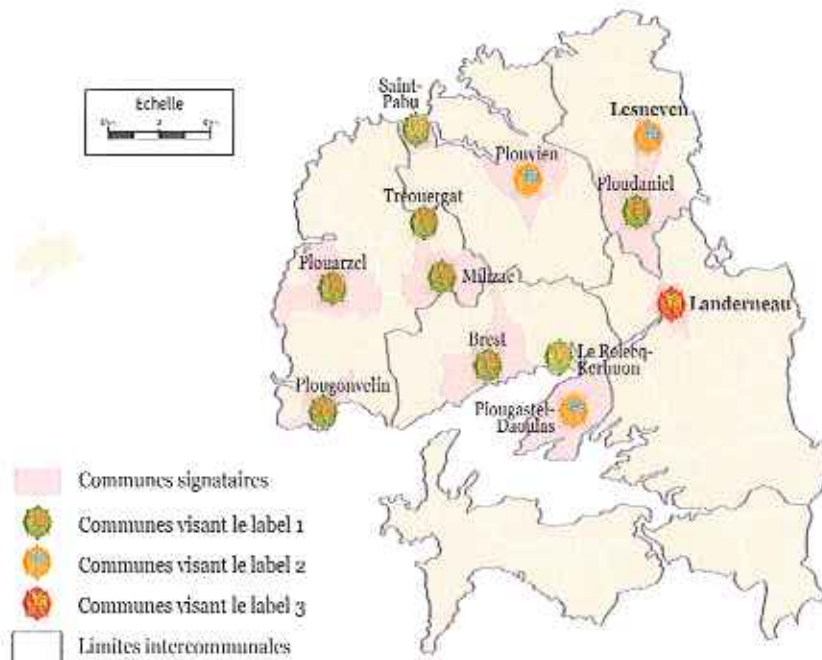 Echelle
Saint-
Pabu
Lesneven
Plouvien
Ploudaniel
Tréouergat
Plouarzel
Milizac
Landerneau
Brest
Le Relecq-
Kerhuon
Plougonvelin
Plougastel-
Daoulas
Communes signataires
Communes visant le label 1
Communes visant le label 2
Communes visant le label 3
Limites intercommunales